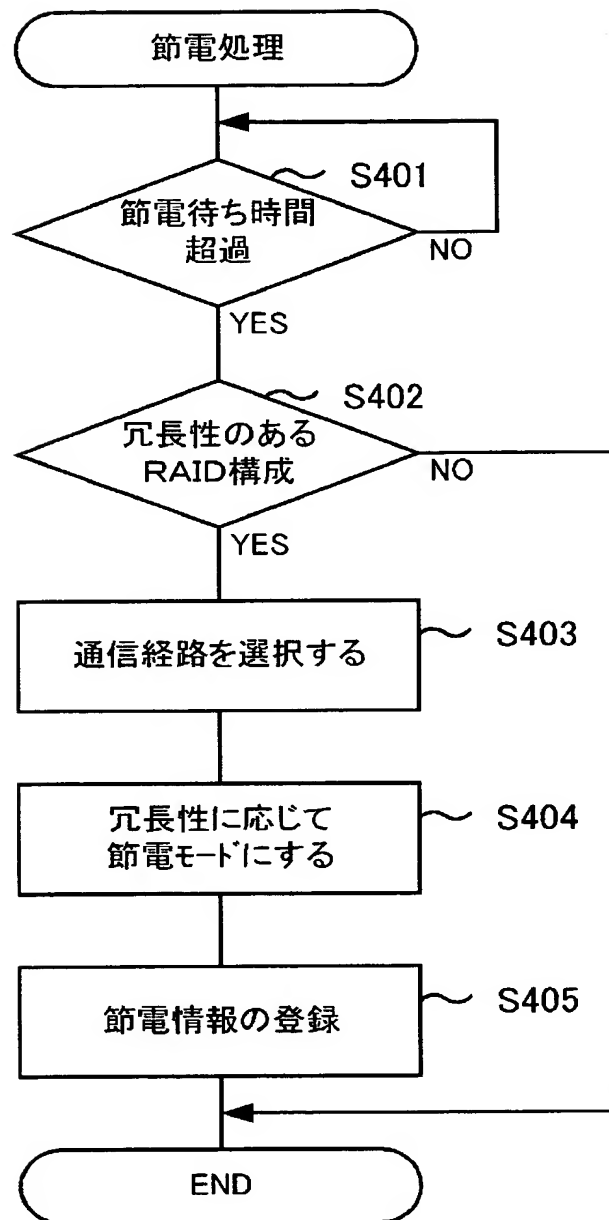 節電処理
S401
節電待ち時間
超過
NO
YES
S402
冗長性のある
RAID構成
NO
YES
通信経路を選択する
S403
冗長性に応じて
節電モードにする
S404
節電情報の登録
S405
END